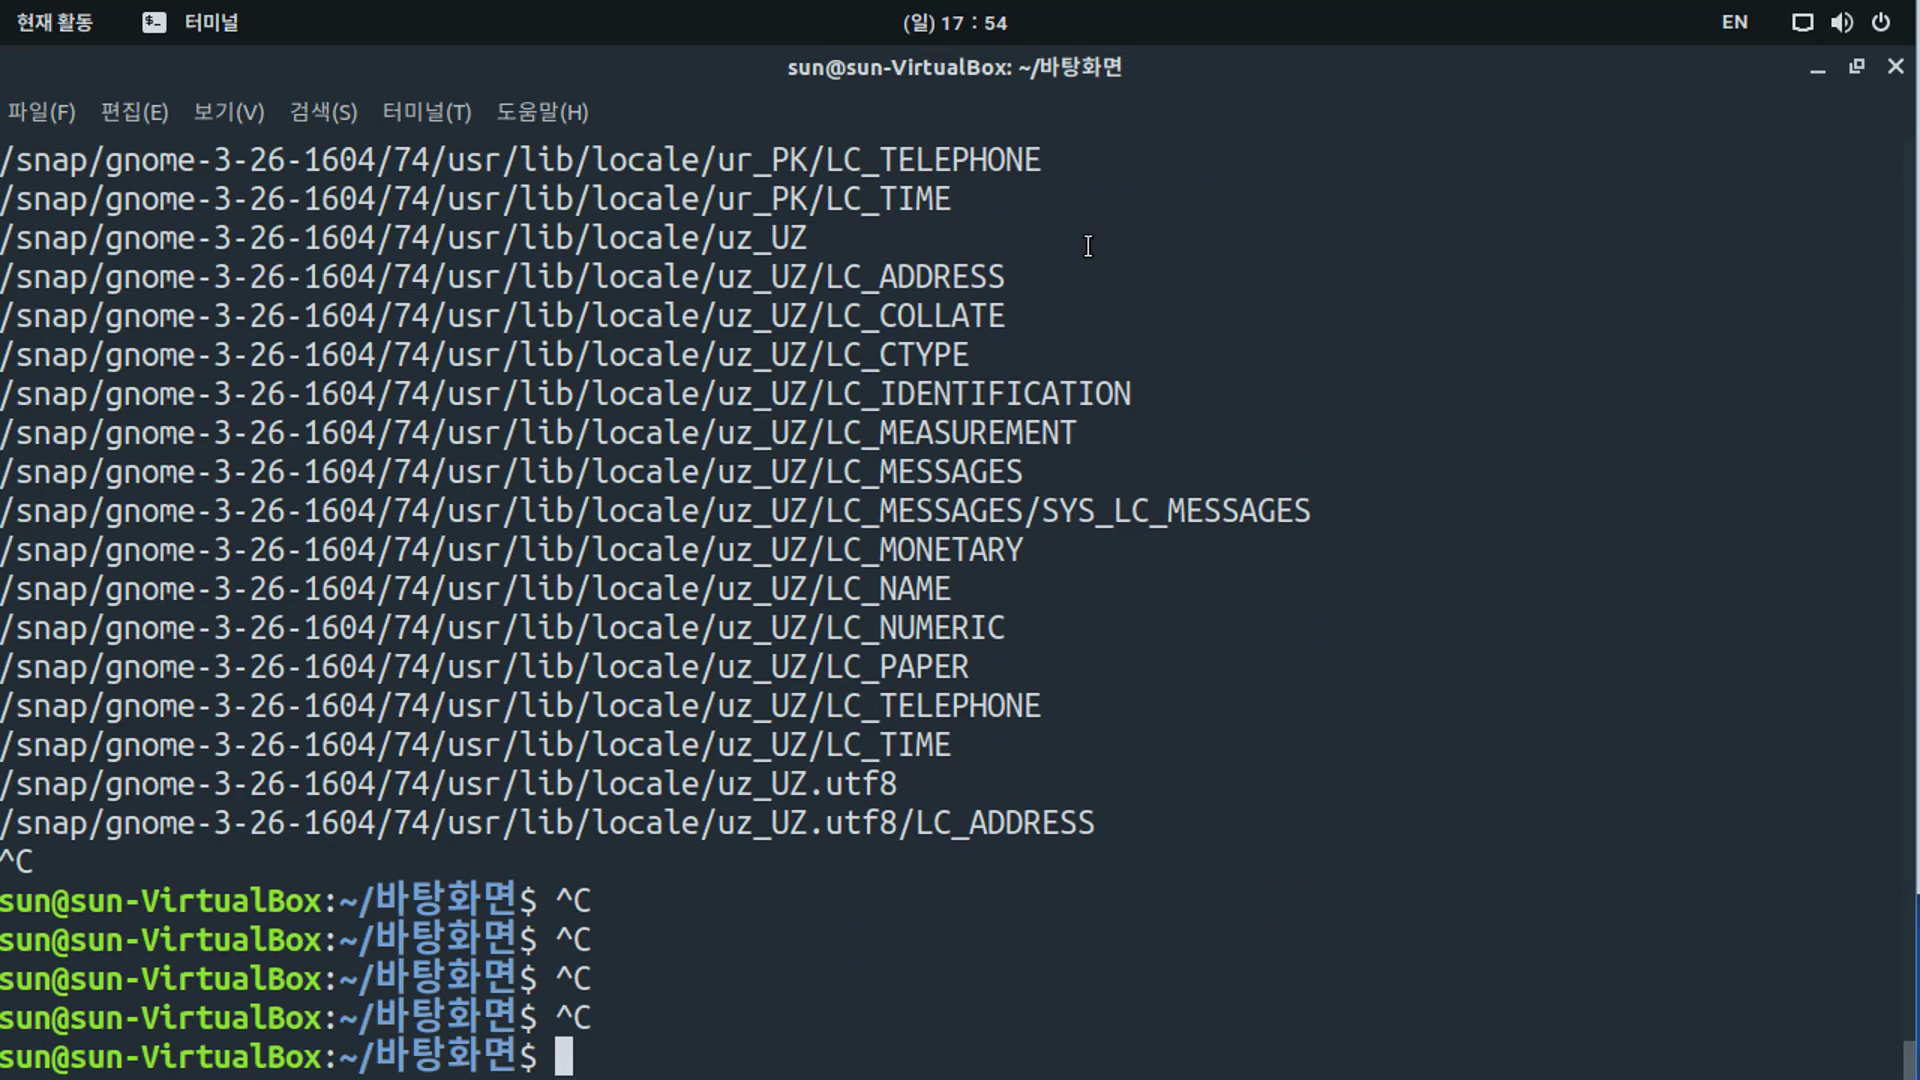 현재 활동 터미널 (일) 17 : 54 EN
sun@sun-VirtualBox: ~/바탕화면
파일(F) 편집(E) 보기(V) 검색(S) 터미널(T) 도움말(H)
/snap/gnome-3-26-1604/74/usr/lib/locale/ur_PK/LC_TELEPHONE
/snap/gnome-3-26-1604/74/usr/lib/locale/ur_PK/LC_TIME
/snap/gnome-3-26-1604/74/usr/lib/locale/uz_UZ
/snap/gnome-3-26-1604/74/usr/lib/locale/uz_UZ/LC_ADDRESS
/snap/gnome-3-26-1604/74/usr/lib/locale/uz_UZ/LC_COLLATE
/snap/gnome-3-26-1604/74/usr/lib/locale/uz_UZ/LC_CTYPE
/snap/gnome-3-26-1604/74/usr/lib/locale/uz_UZ/LC_IDENTIFICATION
/snap/gnome-3-26-1604/74/usr/lib/locale/uz_UZ/LC_MEASUREMENT
/snap/gnome-3-26-1604/74/usr/lib/locale/uz_UZ/LC_MESSAGES
/snap/gnome-3-26-1604/74/usr/lib/locale/uz_UZ/LC_MESSAGES/SYS_LC_MESSAGES
/snap/gnome-3-26-1604/74/usr/lib/locale/uz_UZ/LC_MONETARY
/snap/gnome-3-26-1604/74/usr/lib/locale/uz_UZ/LC_NAME
/snap/gnome-3-26-1604/74/usr/lib/locale/uz_UZ/LC_NUMERIC
/snap/gnome-3-26-1604/74/usr/lib/locale/uz_UZ/LC_PAPER
/snap/gnome-3-26-1604/74/usr/lib/locale/uz_UZ/LC_TELEPHONE
/snap/gnome-3-26-1604/74/usr/lib/locale/uz_UZ/LC_TIME
/snap/gnome-3-26-1604/74/usr/lib/locale/uz_UZ.utf8
/snap/gnome-3-26-1604/74/usr/lib/locale/uz_UZ.utf8/LC_ADDRESS
^C
sun@sun-VirtualBox:~/바탕화면$ ^C
sun@sun-VirtualBox:~/바탕화면$ ^C
sun@sun-VirtualBox:~/바탕화면$ ^C
sun@sun-VirtualBox:~/바탕화면$ ^C
sun@sun-VirtualBox:~/바탕화면$